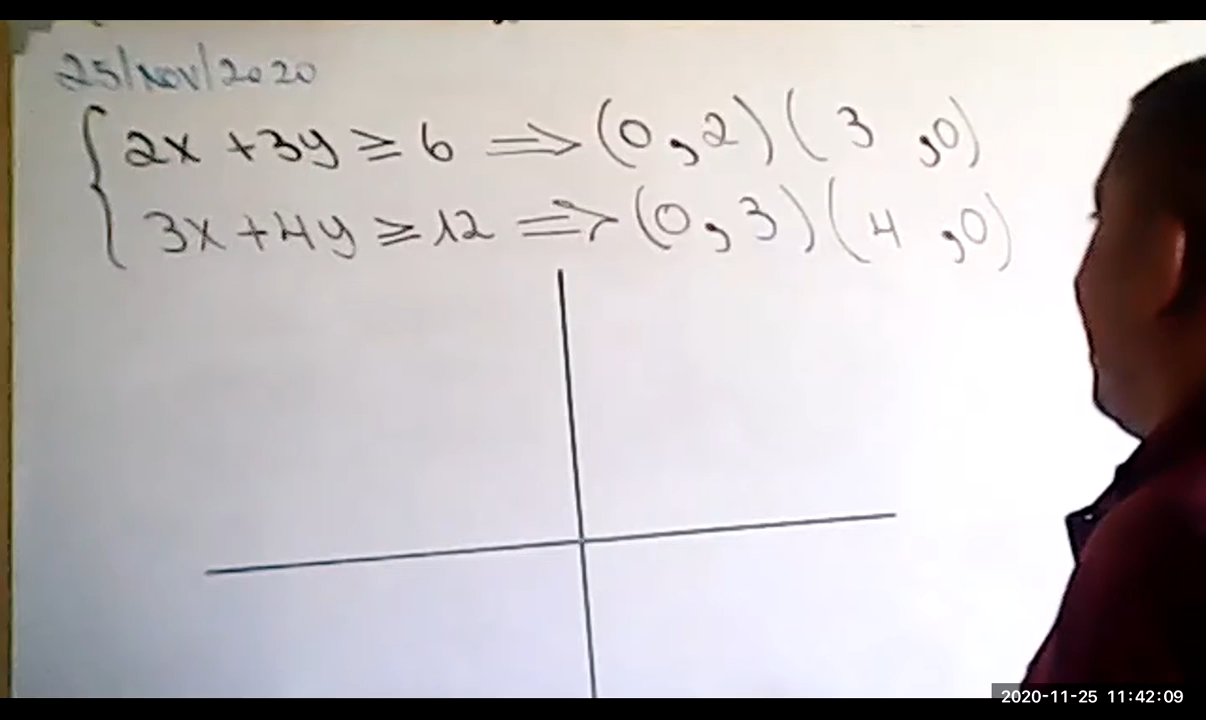 25/Nov/2020
2x + 3y ≥ 6 ⇒ (0, 2) ( 3 , 0)
3x + 4y ≥ 12 ⇒ (0, 3) ( 4 , 0)
2020-11-25 11:42:09